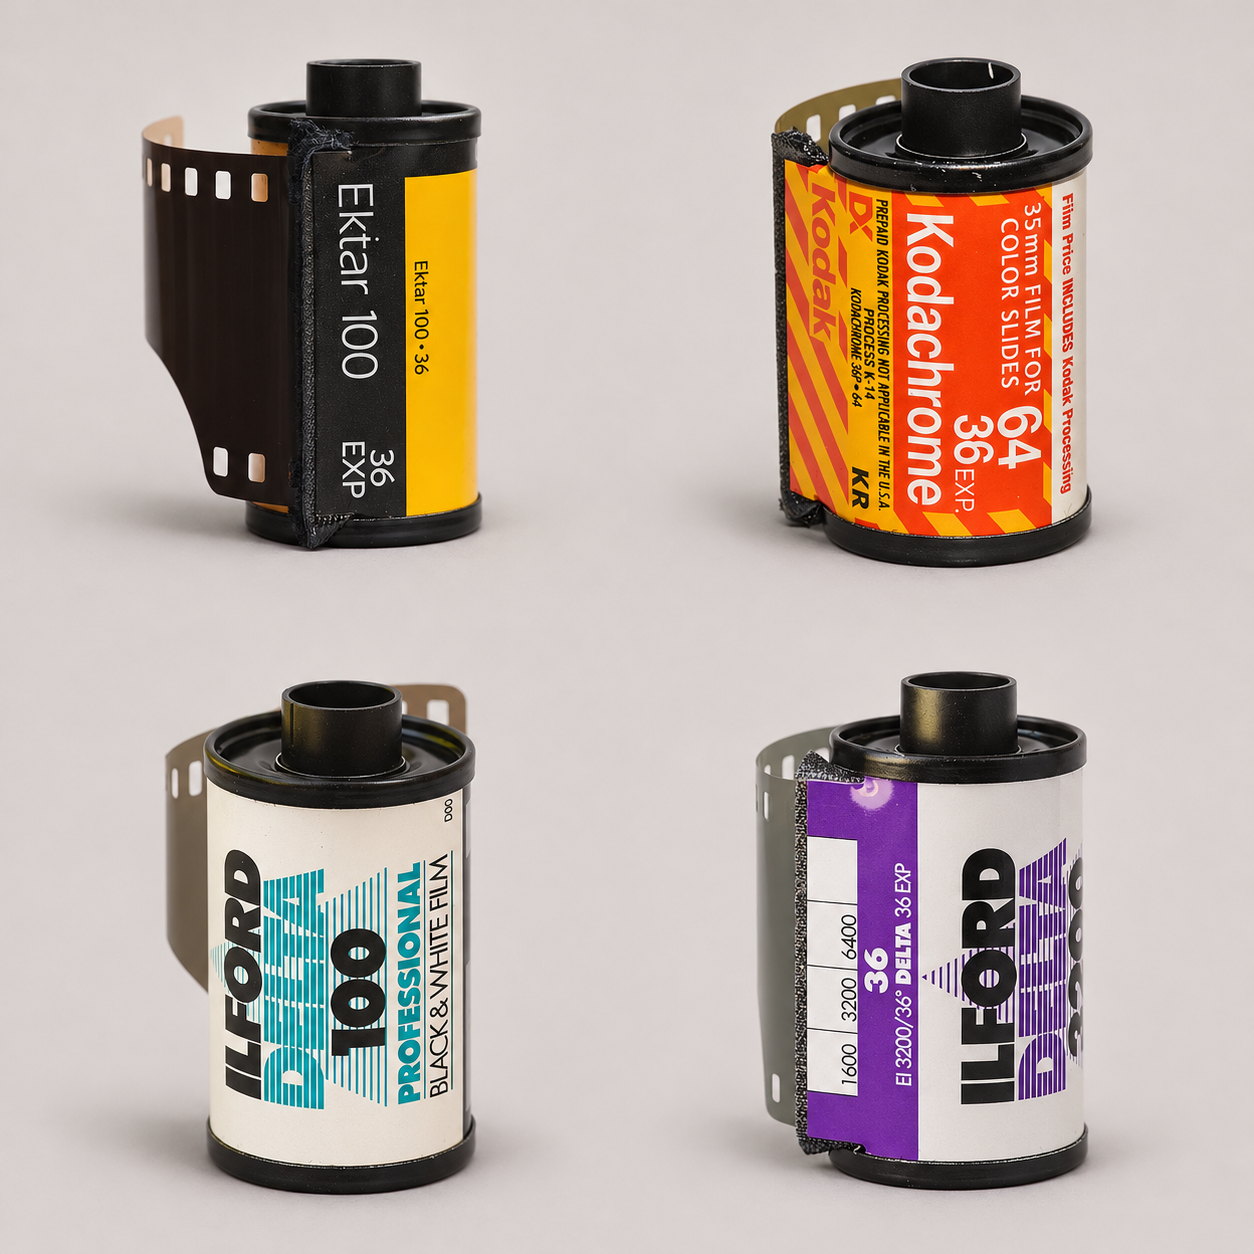 Ektar 100
36
EXP
Ektar 100 • 36
Kodak
DX
PREPAID KODAK PROCESSING NOT APPLICABLE IN THE U.S.A.
PROCESS K-14
KODACHROME 36P • 64
KR
Kodachrome
35mm FILM FOR
COLOR SLIDES
64
36 EXP.
Film Price INCLUDES Kodak Processing
ILFORD
DELTA
100
PROFESSIONAL
BLACK & WHITE FILM
D00
1600 3200 6400
36
EI 3200/36° DELTA 36 EXP
ILFORD
DELTA
3200